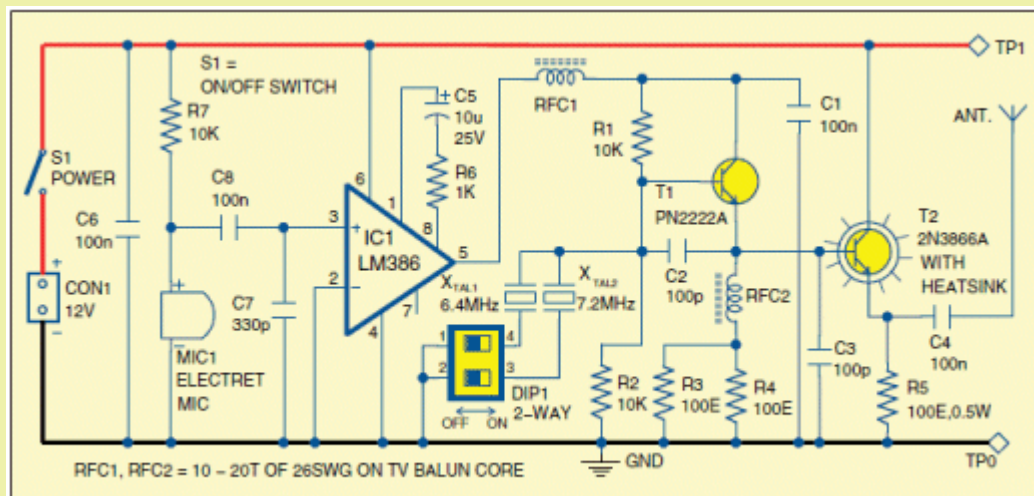 TP1
S1 =
ON/OFF SWITCH
R7
10K
C5
10u
25V
+
RFC1
R1
10K
C1
100n
ANT.
S1
POWER
C6
100n
C8
100n
6
1
R6
1K
8
T1
PN2222A
3
+
IC1
LM386
5
2
−
7
4
X TAL1
6.4MHz
X TAL2
7.2MHz
C2
100p
RFC2
T2
2N3866A
WITH
HEATSINK
+
CON1
12V
−
+
MIC1
ELECTRET
MIC
−
C7
330p
1
4
2
3
DIP1
2-WAY
OFF
ON
R2
10K
R3
100E
R4
100E
C3
100p
C4
100n
R5
100E,0.5W
GND
TP0
RFC1, RFC2 = 10 – 20T OF 26SWG ON TV BALUN CORE